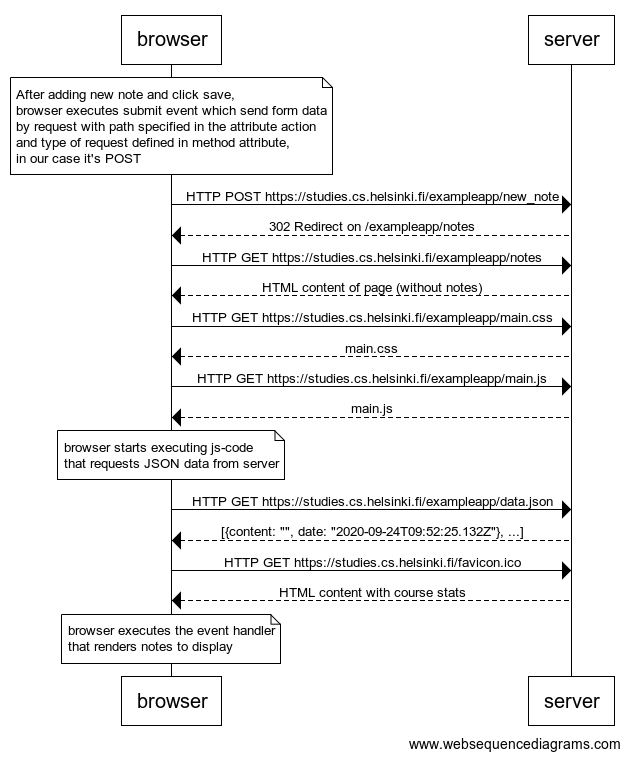 browser
server
After adding new note and click save,
browser executes submit event which send form data
by request with path specified in the attribute action
and type of request defined in method attribute,
in our case it's POST
HTTP POST https://studies.cs.helsinki.fi/exampleapp/new_note
302 Redirect on /exampleapp/notes
HTTP GET https://studies.cs.helsinki.fi/exampleapp/notes
HTML content of page (without notes)
HTTP GET https://studies.cs.helsinki.fi/exampleapp/main.css
main.css
HTTP GET https://studies.cs.helsinki.fi/exampleapp/main.js
main.js
browser starts executing js-code
that requests JSON data from server
HTTP GET https://studies.cs.helsinki.fi/exampleapp/data.json
[{content: "", date: "2020-09-24T09:52:25.132Z"}, ...]
HTTP GET https://studies.cs.helsinki.fi/favicon.ico
HTML content with course stats
browser executes the event handler
that renders notes to display
browser
server
www.websequencediagrams.com